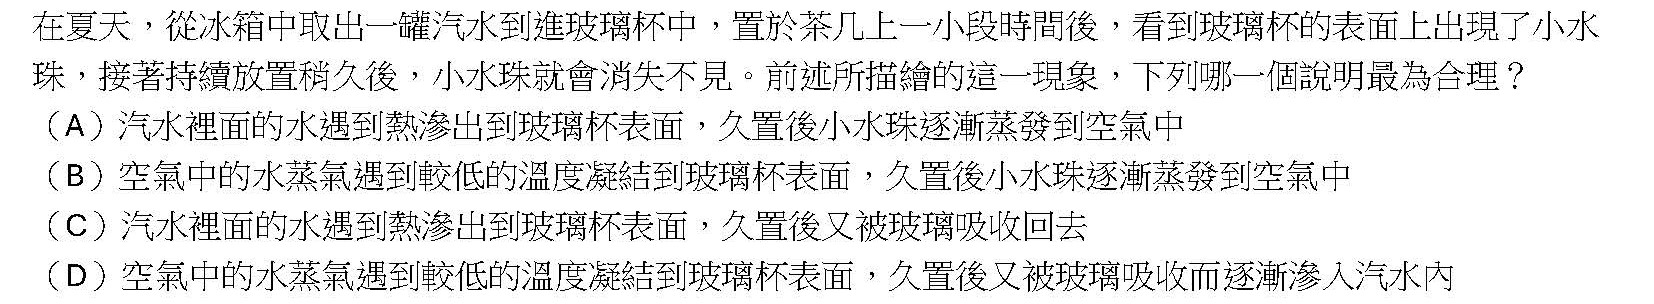 在夏天，從冰箱中取出一罐汽水到進玻璃杯中，置於茶几上一小段時間後，看到玻璃杯的表面上出現了小水
珠，接著持續放置稍久後，小水珠就會消失不見。前述所描繪的這一現象，下列哪一個說明最為合理？
（A）汽水裡面的水遇到熱滲出到玻璃杯表面，久置後小水珠逐漸蒸發到空氣中
（B）空氣中的水蒸氣遇到較低的溫度凝結到玻璃杯表面，久置後小水珠逐漸蒸發到空氣中
（C）汽水裡面的水遇到熱滲出到玻璃杯表面，久置後又被玻璃吸收回去
（D）空氣中的水蒸氣遇到較低的溫度凝結到玻璃杯表面，久置後又被玻璃吸收而逐漸滲入汽水內